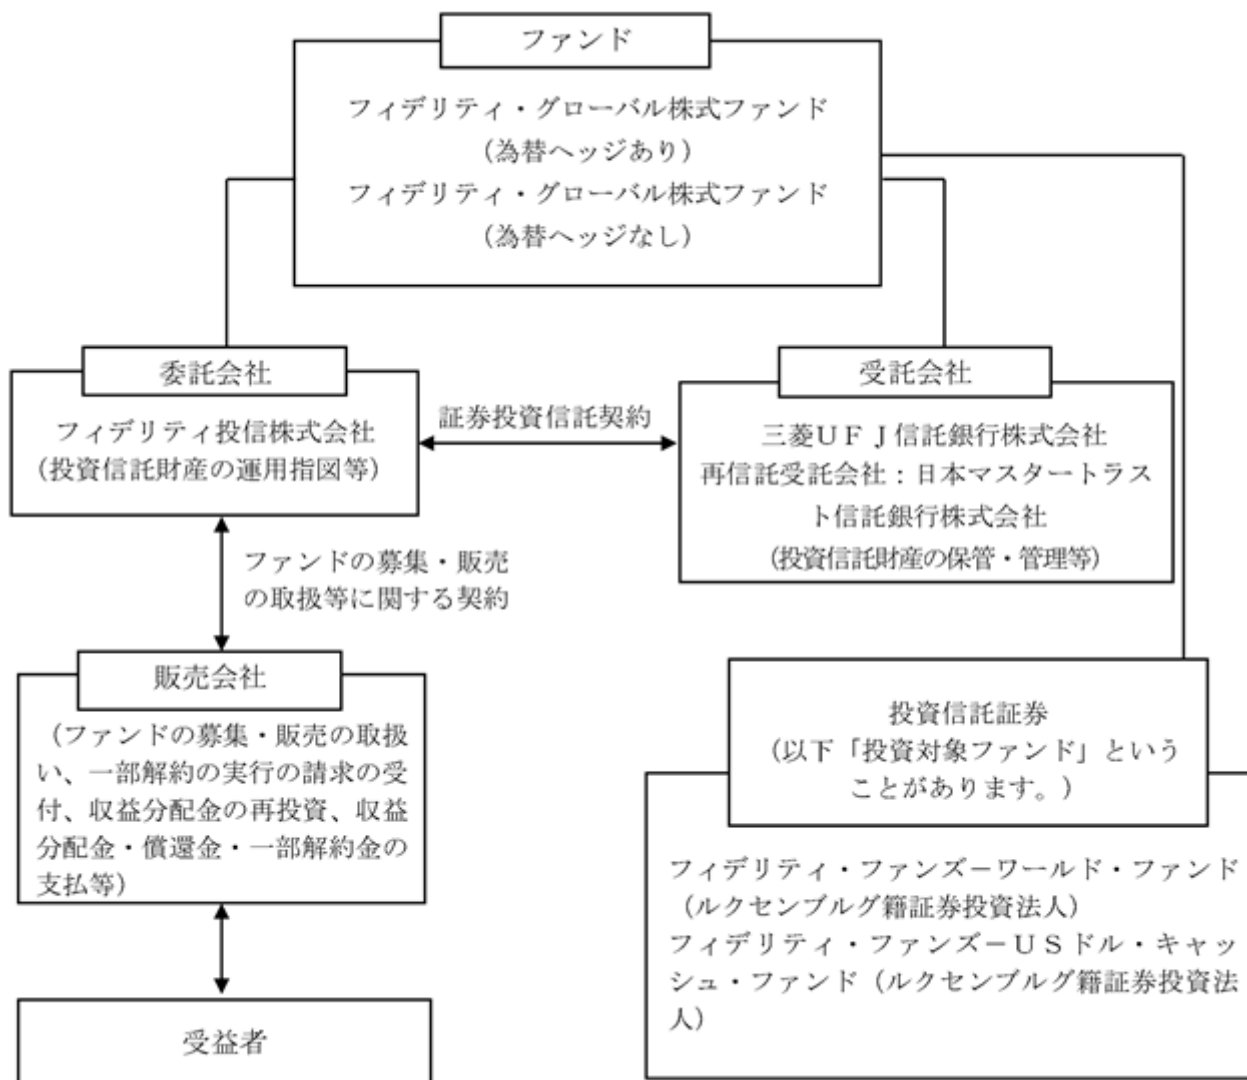 ファンド
フィデリティ・グローバル株式ファンド
（為替ヘッジあり）
フィデリティ・グローバル株式ファンド
（為替ヘッジなし）
委託会社
フィデリティ投信株式会社
（投資信託財産の運用指図等）
証券投資信託契約
受託会社
三菱ＵＦＪ信託銀行株式会社
再信託受託会社：日本マスタートラス
ト信託銀行株式会社
（投資信託財産の保管・管理等）
ファンドの募集・販売
の取扱等に関する契約
販売会社
（ファンドの募集・販売の取扱
い、一部解約の実行の請求の受
付、収益分配金の再投資、収益
分配金・償還金・一部解約金の
支払等）
受益者
投資信託証券
（以下「投資対象ファンド」という
ことがあります。）
フィデリティ・ファンズ－ワールド・ファンド
（ルクセンブルグ籍証券投資法人）
フィデリティ・ファンズ－ＵＳドル・キャッ
シュ・ファンド（ルクセンブルグ籍証券投資法
人）